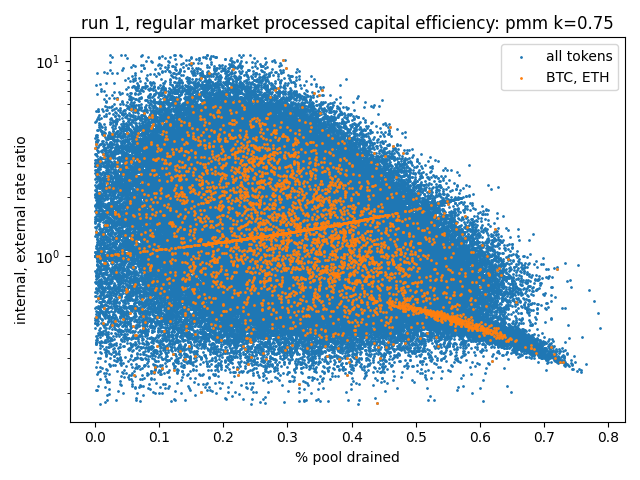 run 1, regular market processed capital efficiency: pmm k=0.75
all tokens
BTC, ETH
10¹
10⁰
internal, external rate ratio
0.0 0.1 0.2 0.3 0.4 0.5 0.6 0.7 0.8
% pool drained